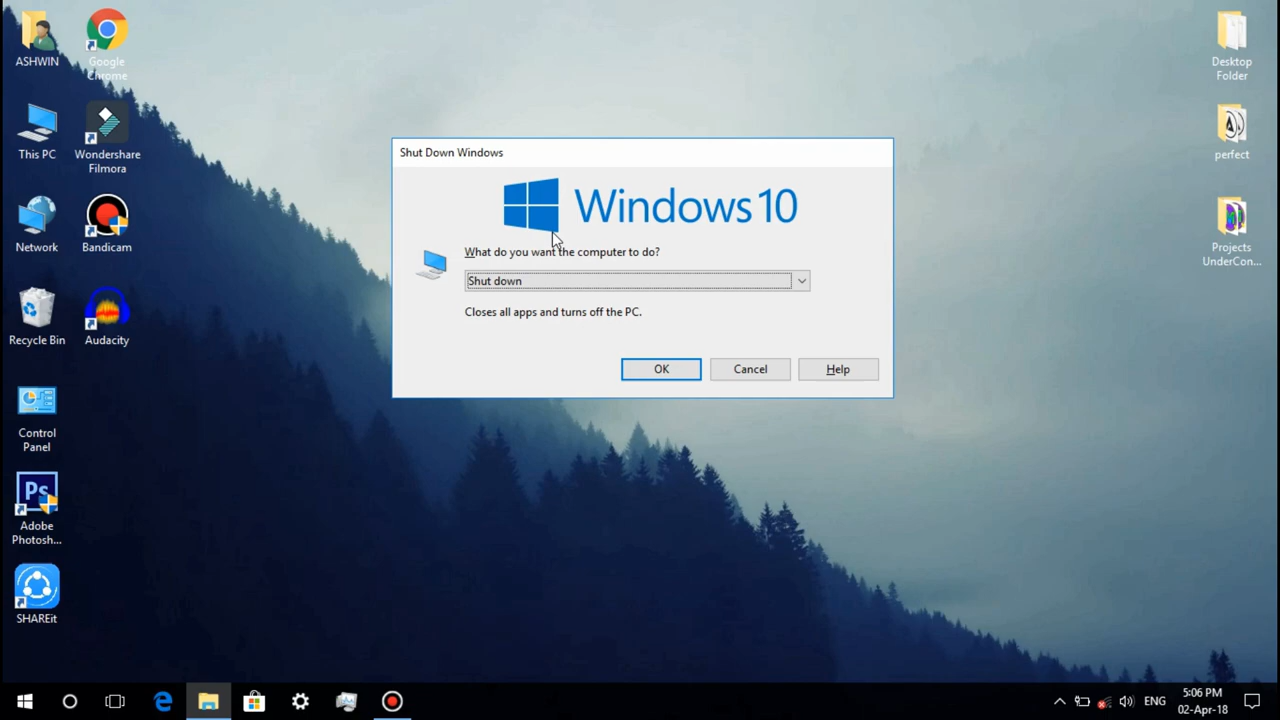 ASHWIN
Google
Chrome
Desktop
Folder
This PC
Wondershare
Filmora
perfect
Shut Down Windows
Windows 10
What do you want the computer to do?
Shut down
Closes all apps and turns off the PC.
OK
Cancel
Help
Network
Bandicam
Projects
UnderCon...
Recycle Bin
Audacity
Control
Panel
Ps
Adobe
Photosh...
SHAREit
ENG
5:06 PM
02-Apr-18